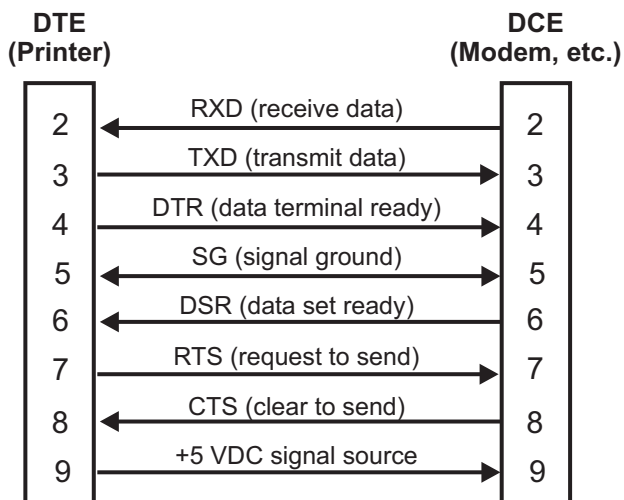 DTE DCE
(Printer) (Modem, etc.)
2 RXD (receive data) 2
3 TXD (transmit data) 3
4 DTR (data terminal ready) 4
5 SG (signal ground) 5
6 DSR (data set ready) 6
7 RTS (request to send) 7
8 CTS (clear to send) 8
9 +5 VDC signal source 9